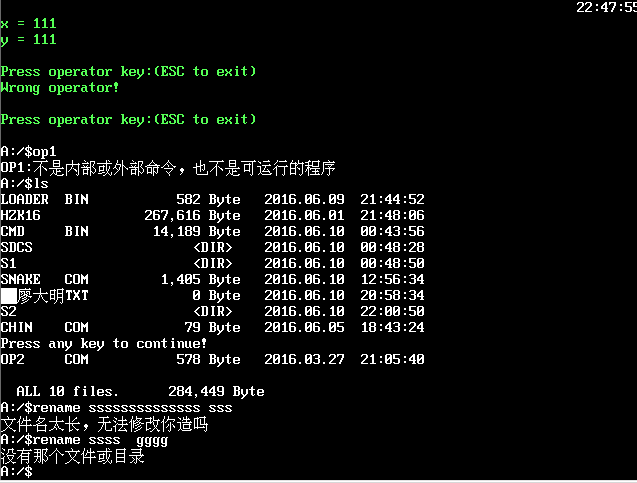 22:47:55
x = 111
y = 111
Press operator key:(ESC to exit)
Wrong operator!
Press operator key:(ESC to exit)
A:/$op1
OP1:不是内部或外部命令，也不是可运行的程序
A:/$ls
LOADER BIN 582 Byte 2016.06.09 21:44:52
HZK16 267,616 Byte 2016.06.01 21:48:06
CMD BIN 14,189 Byte 2016.06.10 00:43:56
SDCS <DIR> 2016.06.10 00:48:28
S1 <DIR> 2016.06.10 00:48:50
SNAKE COM 1,405 Byte 2016.06.10 12:56:34
廖大明TXT 0 Byte 2016.06.10 20:58:34
S2 <DIR> 2016.06.10 22:00:50
CHIN COM 79 Byte 2016.06.05 18:43:24
Press any key to continue!
OP2 COM 578 Byte 2016.03.27 21:05:40
ALL 10 files. 284,449 Byte
A:/$rename ssssssssssssss sss
文件名太长，无法修改你造吗
A:/$rename ssss gggg
没有那个文件或目录
A:/$